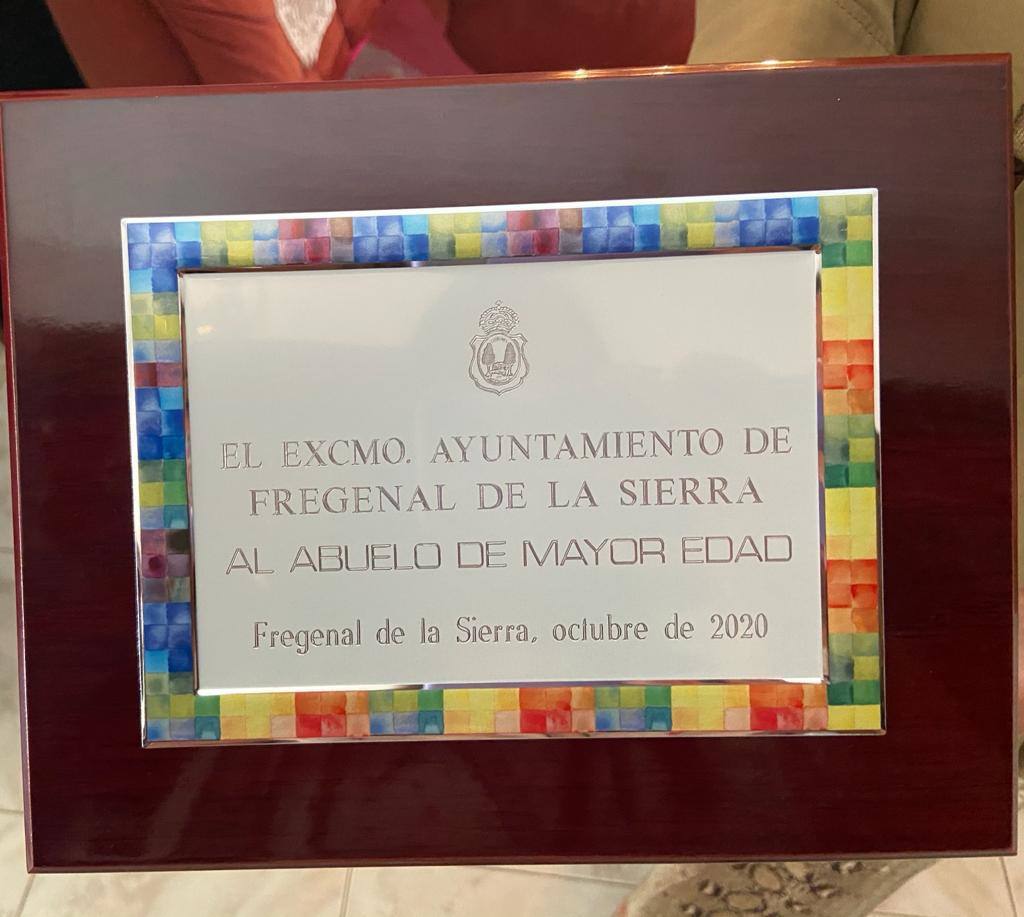 EL EXCMO. AYUNTAMIENTO DE
FREGENAL DE LA SIERRA
AL ABUELO DE MAYOR EDAD
Fregenal de la Sierra, octubre de 2020